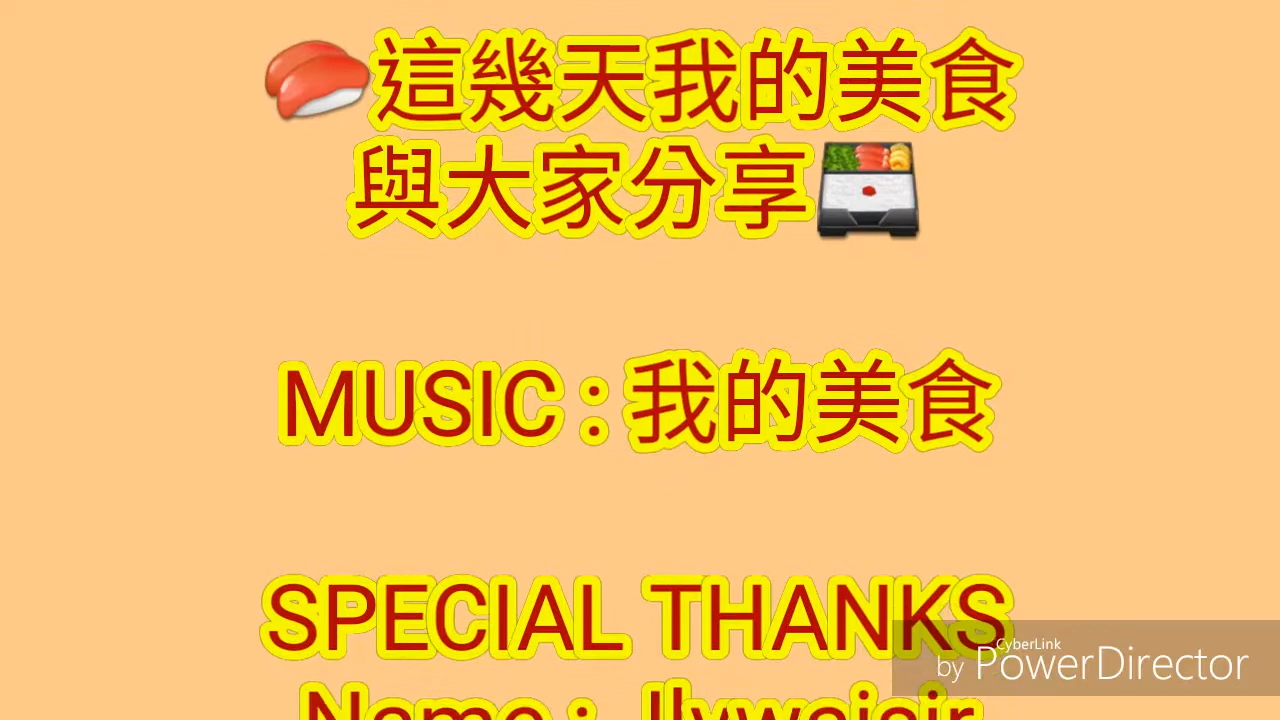 🍣這幾天我的美食
與大家分享🍱
MUSIC : 我的美食
SPECIAL THANKS
Name :
CyberLink
by PowerDirector